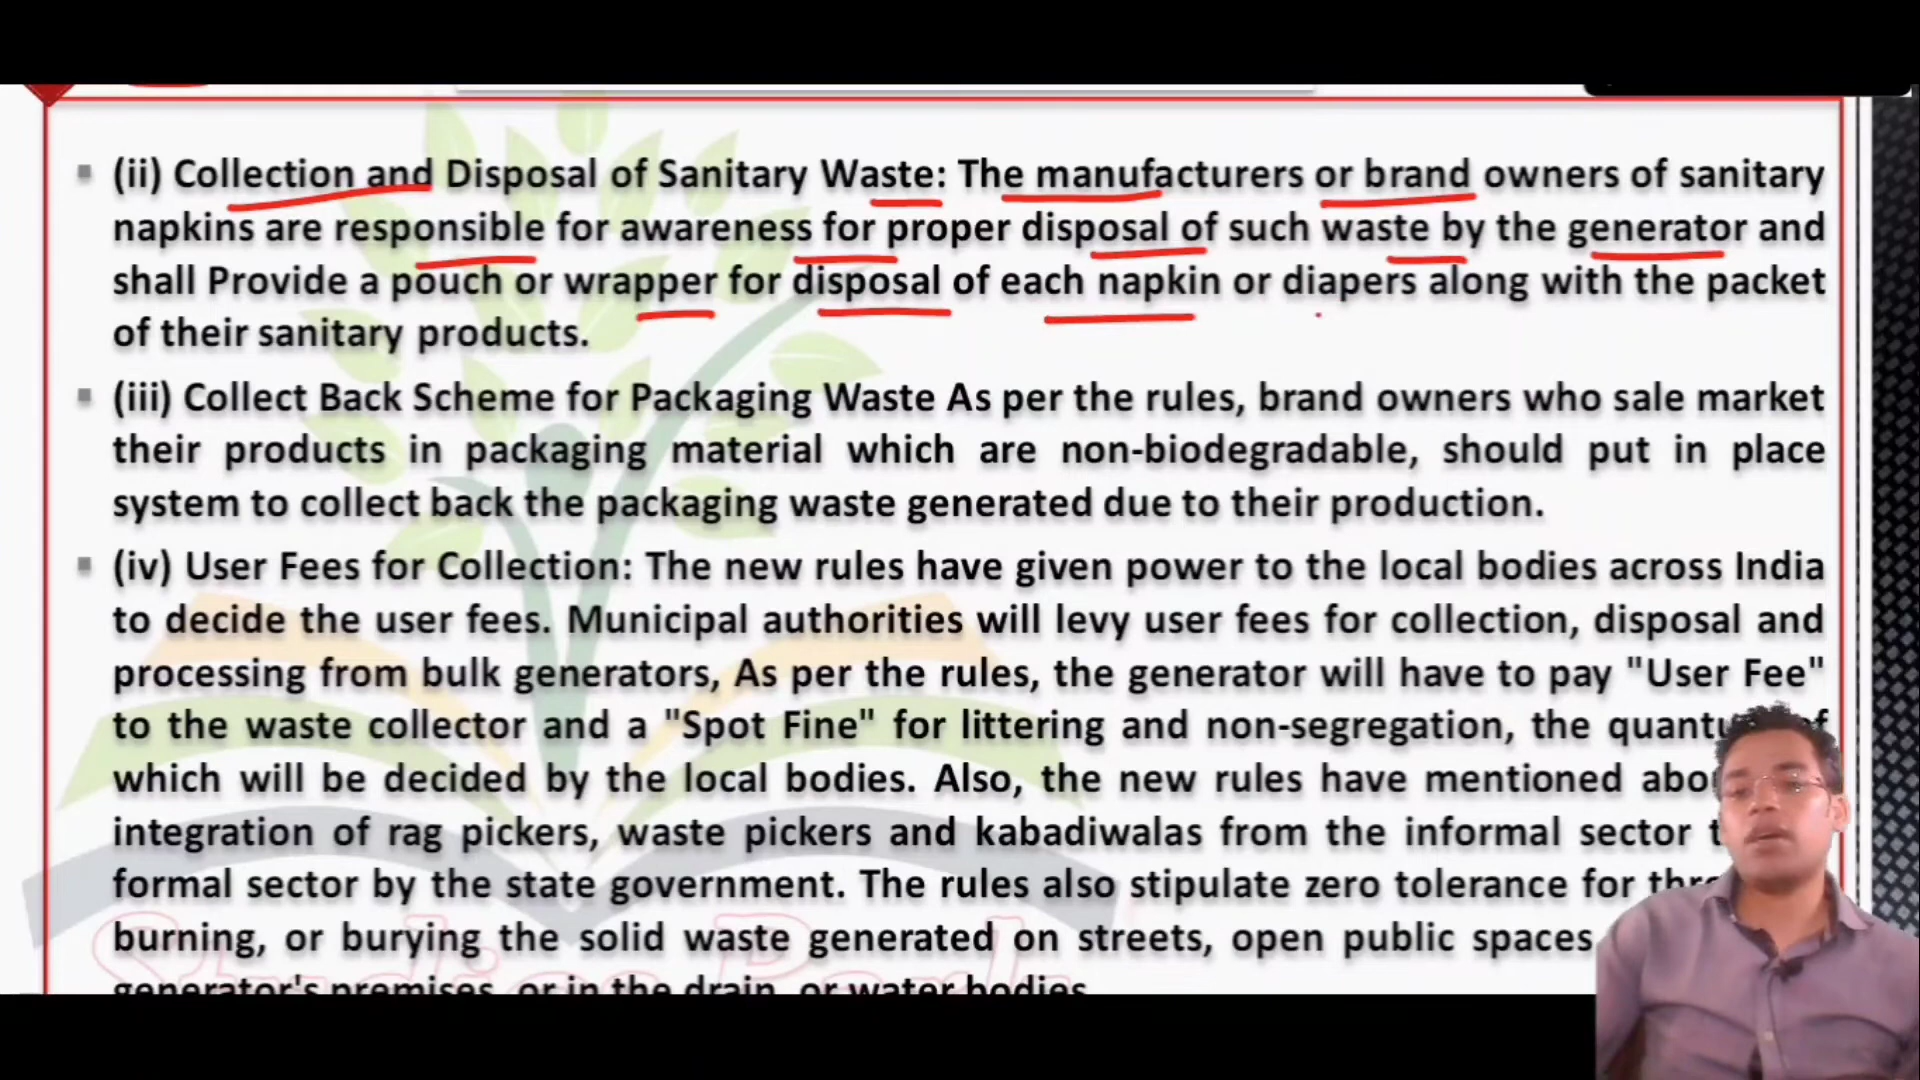 (ii) Collection and Disposal of Sanitary Waste: The manufacturers or brand owners of sanitary
napkins are responsible for awareness for proper disposal of such waste by the generator and
shall Provide a pouch or wrapper for disposal of each napkin or diapers along with the packet
of their sanitary products.
(iii) Collect Back Scheme for Packaging Waste As per the rules, brand owners who sale market
their products in packaging material which are non-biodegradable, should put in place
system to collect back the packaging waste generated due to their production.
(iv) User Fees for Collection: The new rules have given power to the local bodies across India
to decide the user fees. Municipal authorities will levy user fees for collection, disposal and
processing from bulk generators, As per the rules, the generator will have to pay "User Fee"
to the waste collector and a "Spot Fine" for littering and non-segregation, the
which will be decided by the local bodies. Also, the new rules have mentioned
integration of rag pickers, waste pickers and kabadiwalas from the informal sector
formal sector by the state government. The rules also stipulate zero tolerance for
burning, or burying the solid waste generated on streets, open public spaces
generator's premises, or in the drain, or water bodies